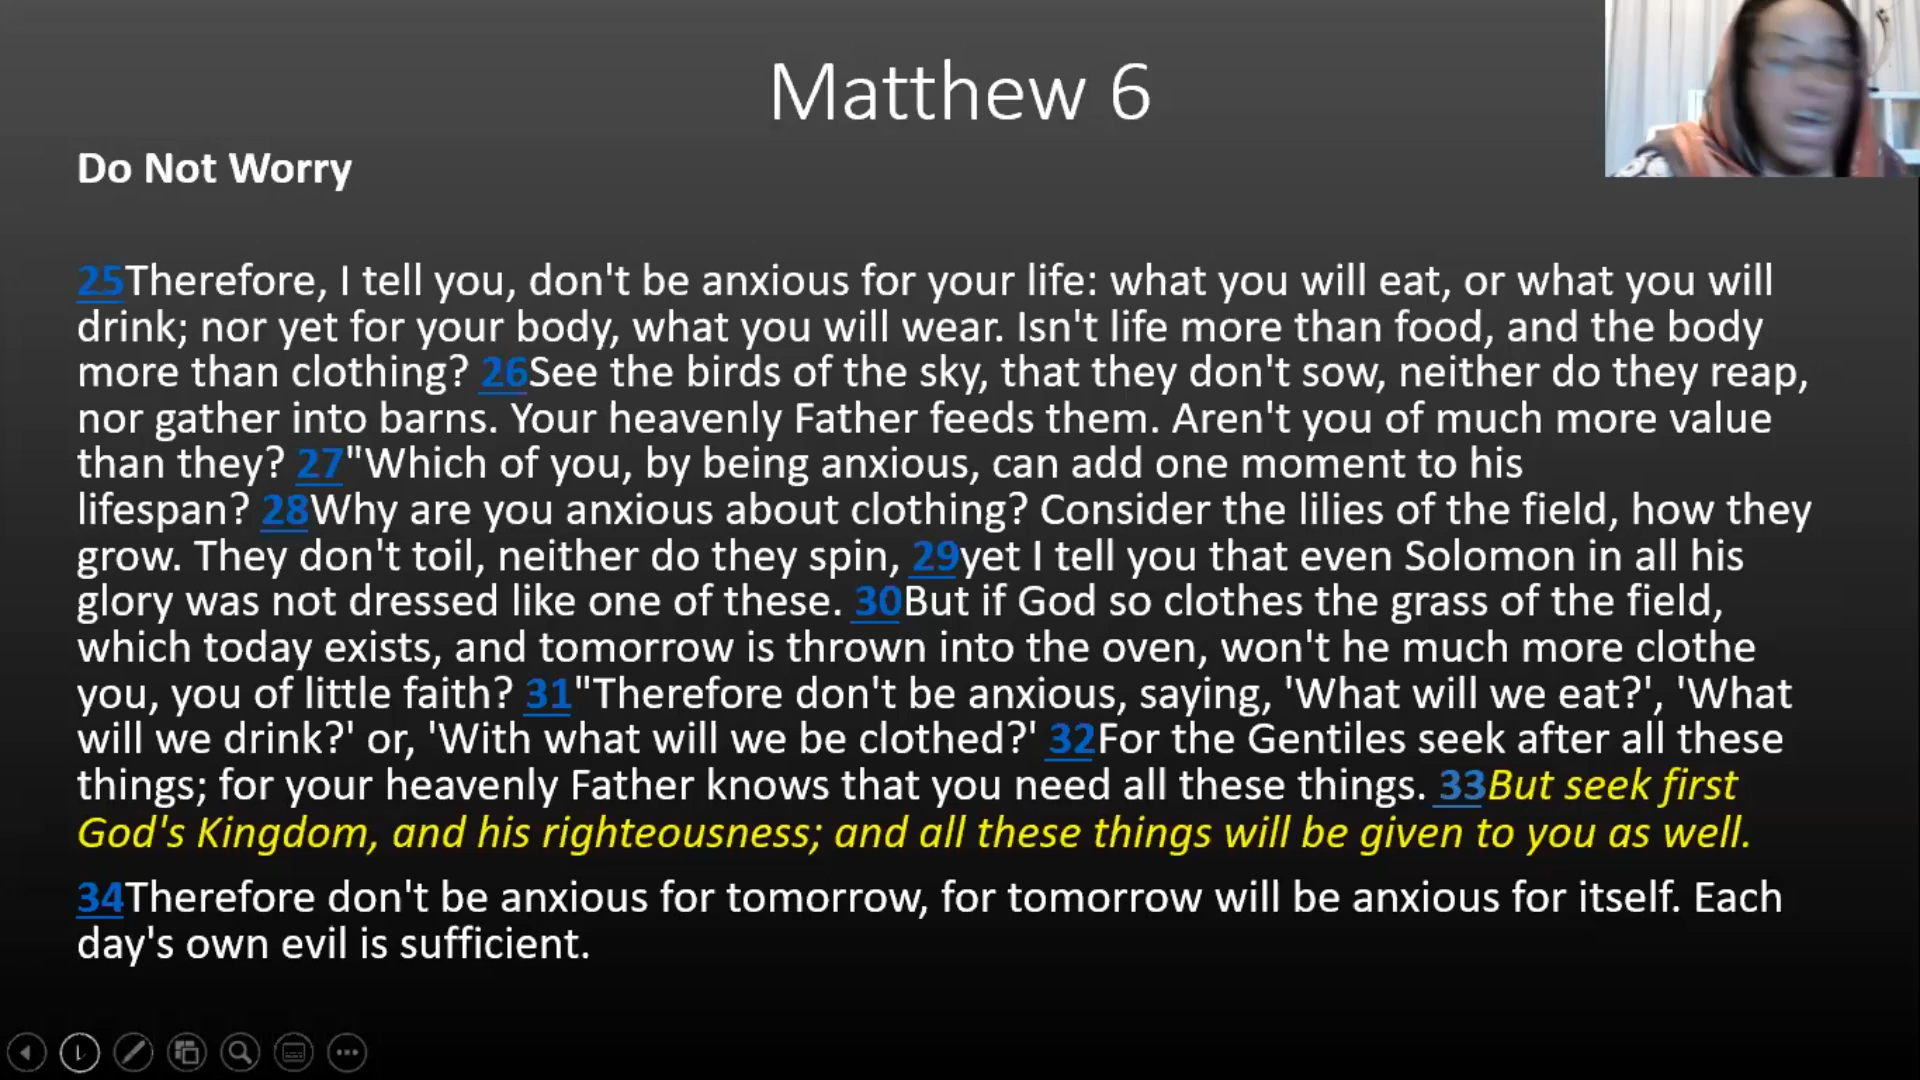 Matthew 6
Do Not Worry
25Therefore, I tell you, don't be anxious for your life: what you will eat, or what you will
drink; nor yet for your body, what you will wear. Isn't life more than food, and the body
more than clothing? 26See the birds of the sky, that they don't sow, neither do they reap,
nor gather into barns. Your heavenly Father feeds them. Aren't you of much more value
than they? 27"Which of you, by being anxious, can add one moment to his
lifespan? 28Why are you anxious about clothing? Consider the lilies of the field, how they
grow. They don't toil, neither do they spin, 29yet I tell you that even Solomon in all his
glory was not dressed like one of these. 30But if God so clothes the grass of the field,
which today exists, and tomorrow is thrown into the oven, won't he much more clothe
you, you of little faith? 31"Therefore don't be anxious, saying, 'What will we eat?', 'What
will we drink?' or, 'With what will we be clothed?' 32For the Gentiles seek after all these
things; for your heavenly Father knows that you need all these things. 33But seek first
God's Kingdom, and his righteousness; and all these things will be given to you as well.
34Therefore don't be anxious for tomorrow, for tomorrow will be anxious for itself. Each
day's own evil is sufficient.